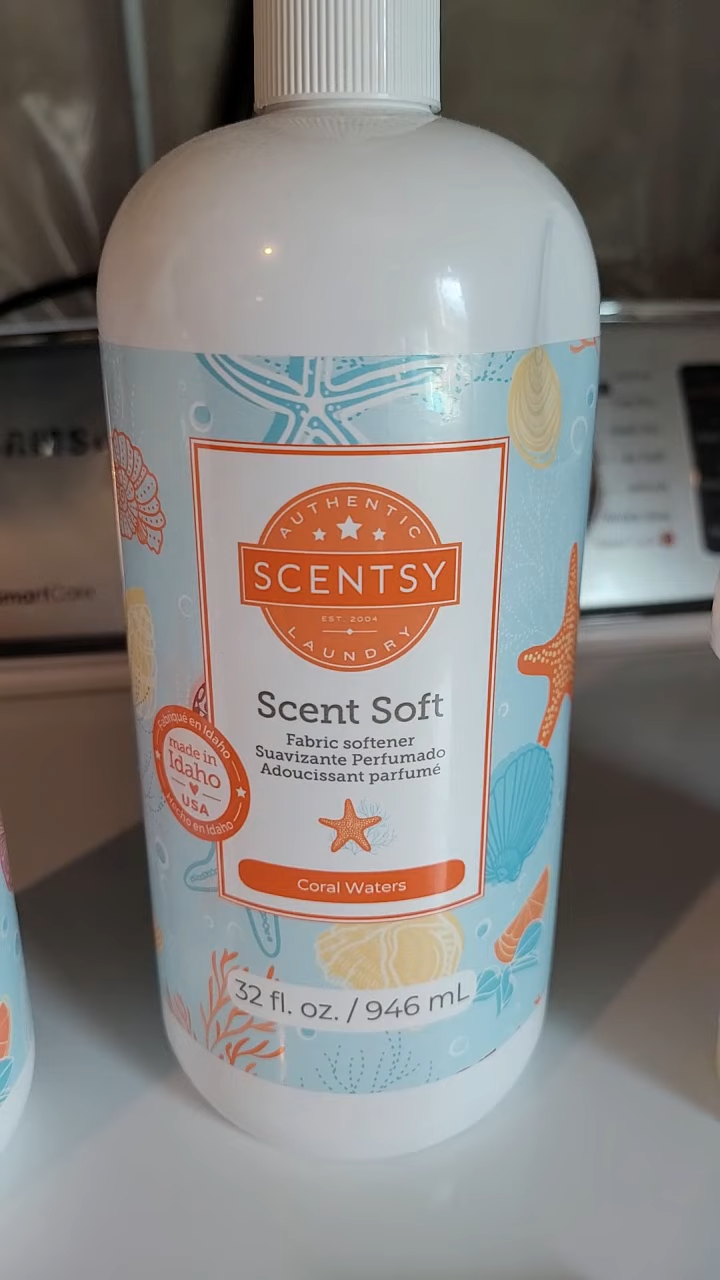 AUTHENTIC
SCENTSY
EST. 2004
LAUNDRY
Scent Soft
Fabric softener
Suavizante Perfumado
Adoucissant parfumé
Fabriqué en Idaho
made in
Idaho
USA
Hecho en Idaho
Coral Waters
32 fl. oz. / 946 mL
SmartCare